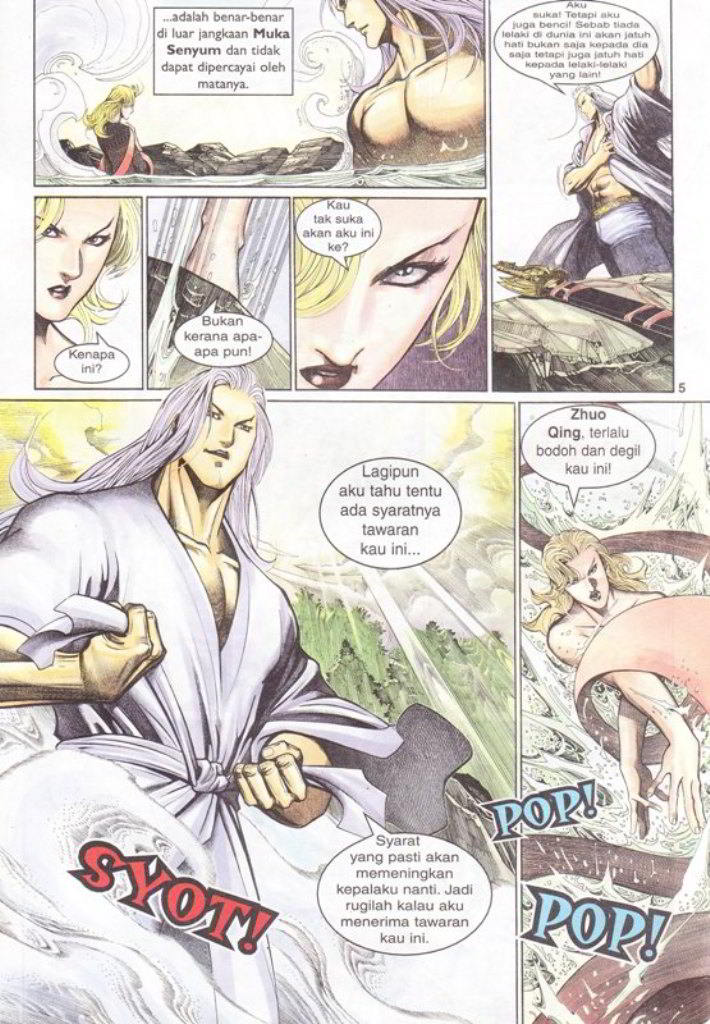 ...adalah benar-benar
di luar jangkaan Muka
Senyum dan tidak
dapat dipercayai oleh
matanya.
Aku
suka! Tetapi aku
juga benci! Sebab tiada
lelaki di dunia ini akan jatuh
hati bukan saja kepada dia
saja tetapi juga jatuh hati
kepada lelaki-lelaki
yang lain!
Kenapa
ini?
Bukan
kerana apa-
apa pun!
Kau
tak suka
akan aku ini
ke?
5
Lagipun
aku tahu tentu
ada syaratnya
tawaran
kau ini...
Syarat
yang pasti akan
memeningkan
kepalaku nanti. Jadi
rugilah kalau aku
menerima tawaran
kau ini.
SYOT!
Zhuo
Qing, terlalu
bodoh dan degil
kau ini!
POP!
POP!